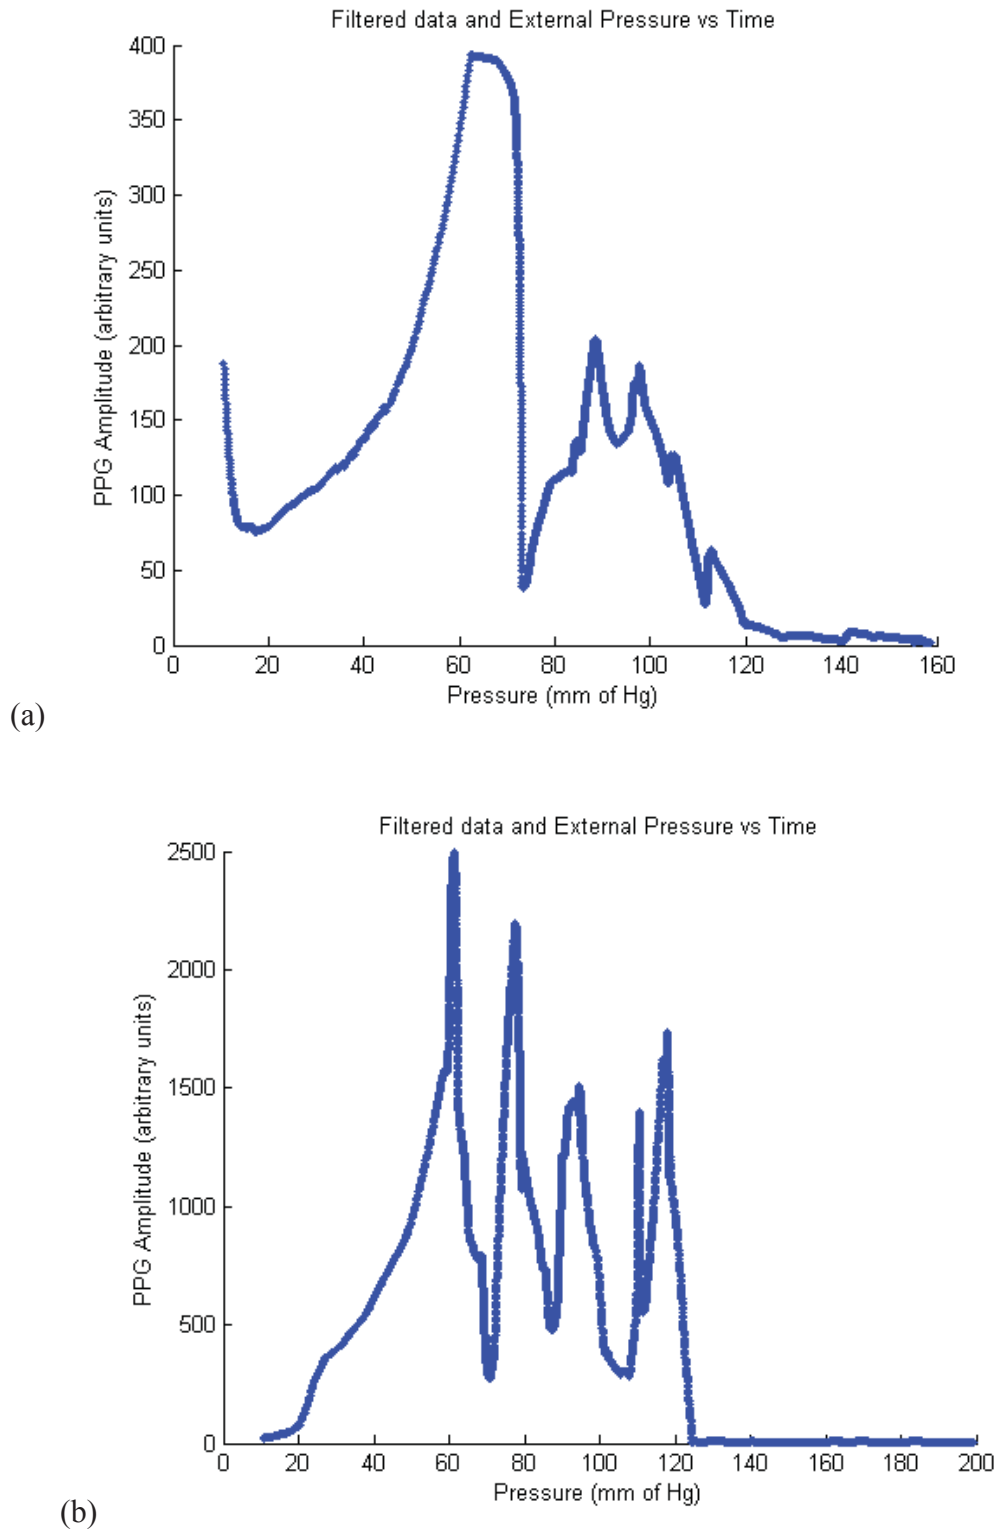 Filtered data and External Pressure vs Time
400
350
300
250
200
150
100
50
0
PPG Amplitude (arbitrary units)
0 20 40 60 80 100 120 140 160
Pressure (mm of Hg)
(a)
Filtered data and External Pressure vs Time
2500
2000
1500
1000
500
0
PPG Amplitude (arbitrary units)
0 20 40 60 80 100 120 140 160 180 200
Pressure (mm of Hg)
(b)